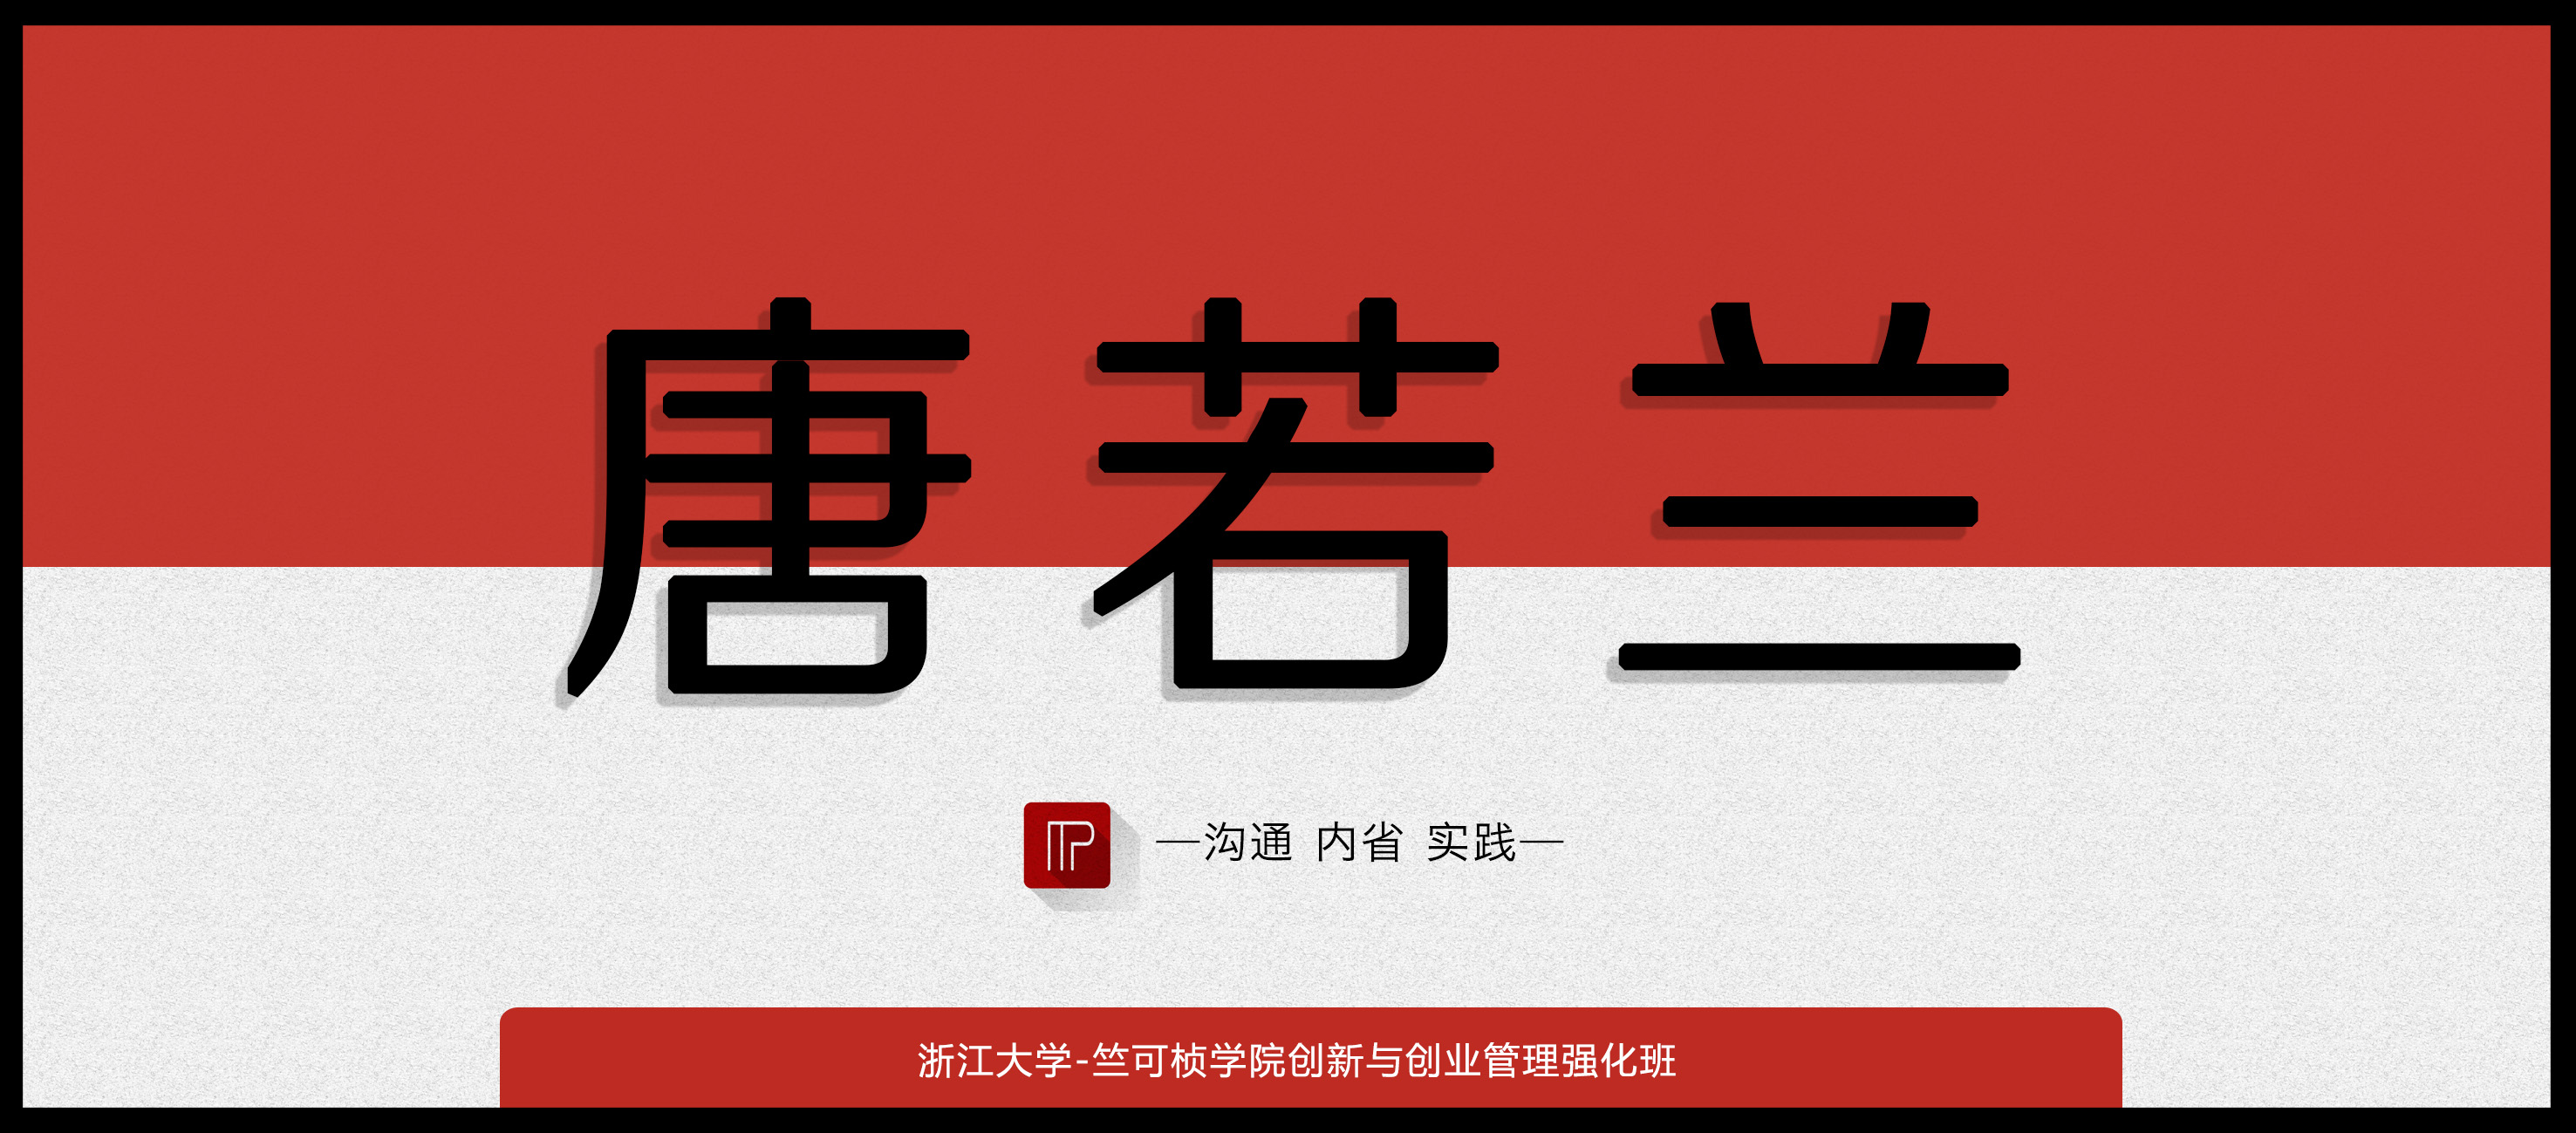 唐若兰
—沟通 内省 实践—
浙江大学-竺可桢学院创新与创业管理强化班